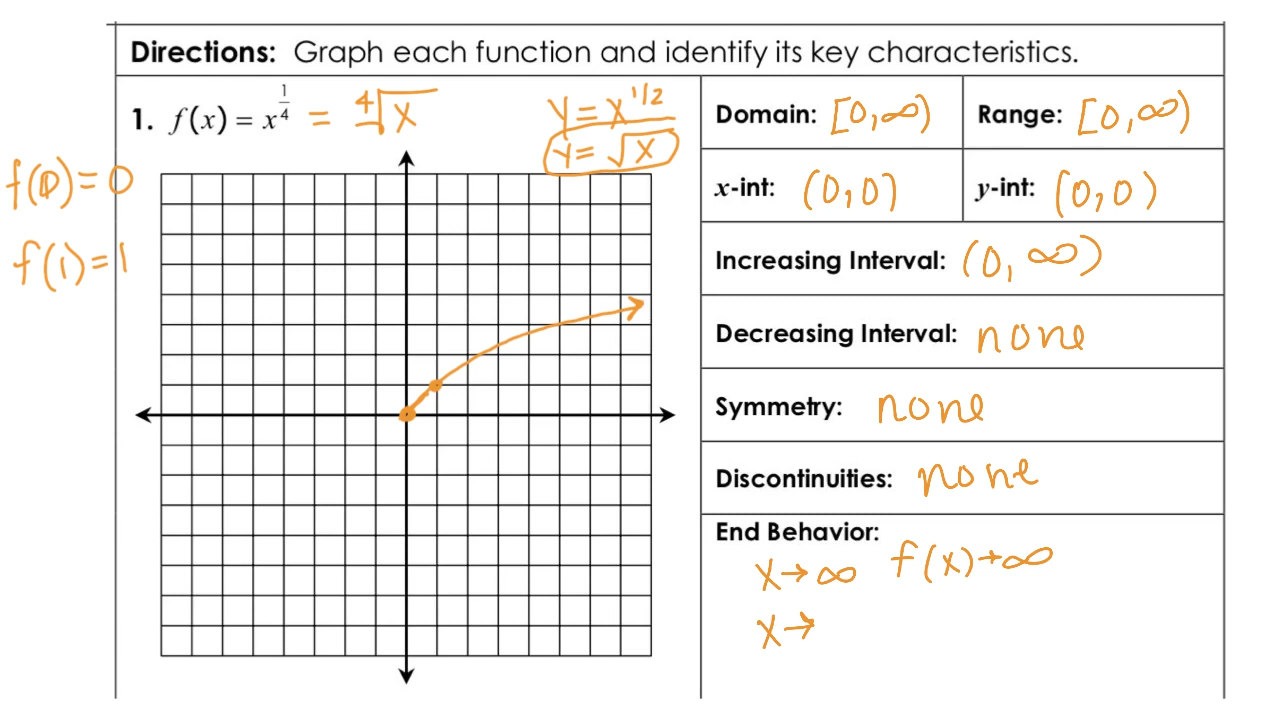 Directions: Graph each function and identify its key characteristics.
1. f(x) = x^{1/4} = ∜x
y = x^{1/2}
y = √x
f(0) = 0
f(1) = 1
Domain: [0, ∞)
Range: [0, ∞)
x-int: (0, 0)
y-int: (0, 0)
Increasing Interval: (0, ∞)
Decreasing Interval: none
Symmetry: none
Discontinuities: none
End Behavior:
x → ∞ f(x) → ∞
x →